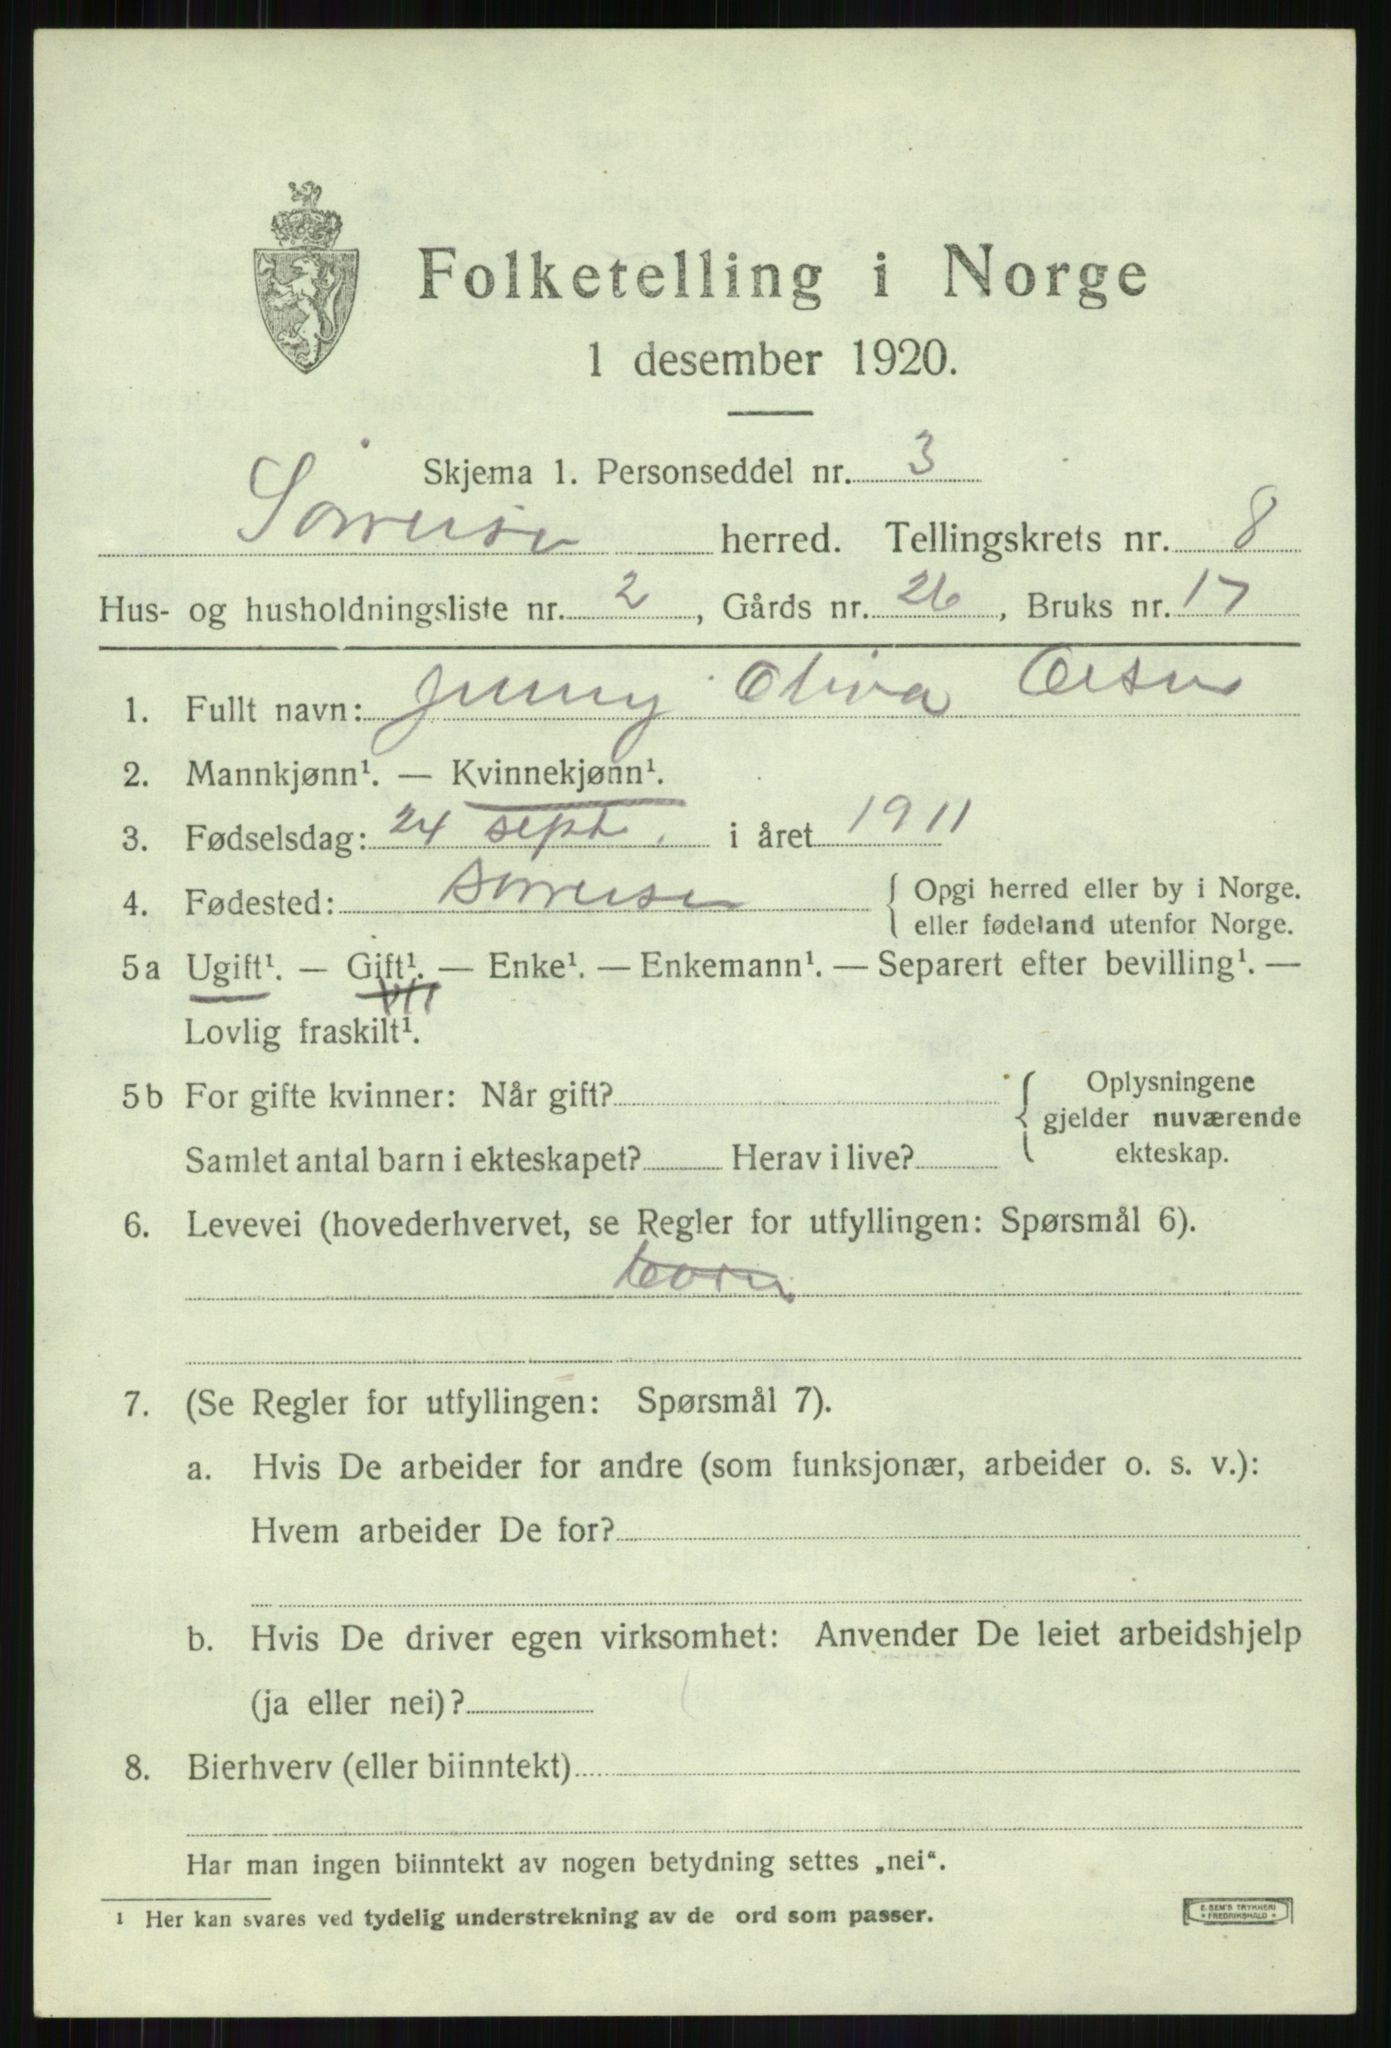 Folketelling i Norge
1 desember 1920.
Skjema 1. Personseddel nr. 3
Sørreisa herred. Tellingskrets nr. 8
Hus- og husholdningsliste nr. 2, Gårds nr. 26, Bruks nr. 17
1. Fullt navn: Jenny Oliva
2. Mannkjønn¹. — Kvinnekjønn¹.
3. Fødselsdag: 24 sept. i året 1911
4. Fødested: Sørreisa { Opgi herred eller by i Norge.
eller fødeland utenfor Norge.
5a Ugift¹. — Gift¹. — Enke¹. — Enkemann¹. — Separert efter bevilling¹. —
Lovlig fraskilt¹.
5b For gifte kvinner: Når gift? { Oplysningene
gjelder nuværende
Samlet antal barn i ekteskapet? Herav i live? ekteskap.
6. Levevei (hovederhvervet, se Regler for utfyllingen: Spørsmål 6).
7. (Se Regler for utfyllingen: Spørsmål 7).
a. Hvis De arbeider for andre (som funksjonær, arbeider o. s. v.):
Hvem arbeider De for?
b. Hvis De driver egen virksomhet: Anvender De leiet arbeidshjelp
(ja eller nei)?
8. Bierhverv (eller biinntekt)
Har man ingen biinntekt av nogen betydning settes „nei“.
¹ Her kan svares ved tydelig understrekning av de ord som passer.
E. SEM'S TRYKKERI
* FREDRIKSHALD *